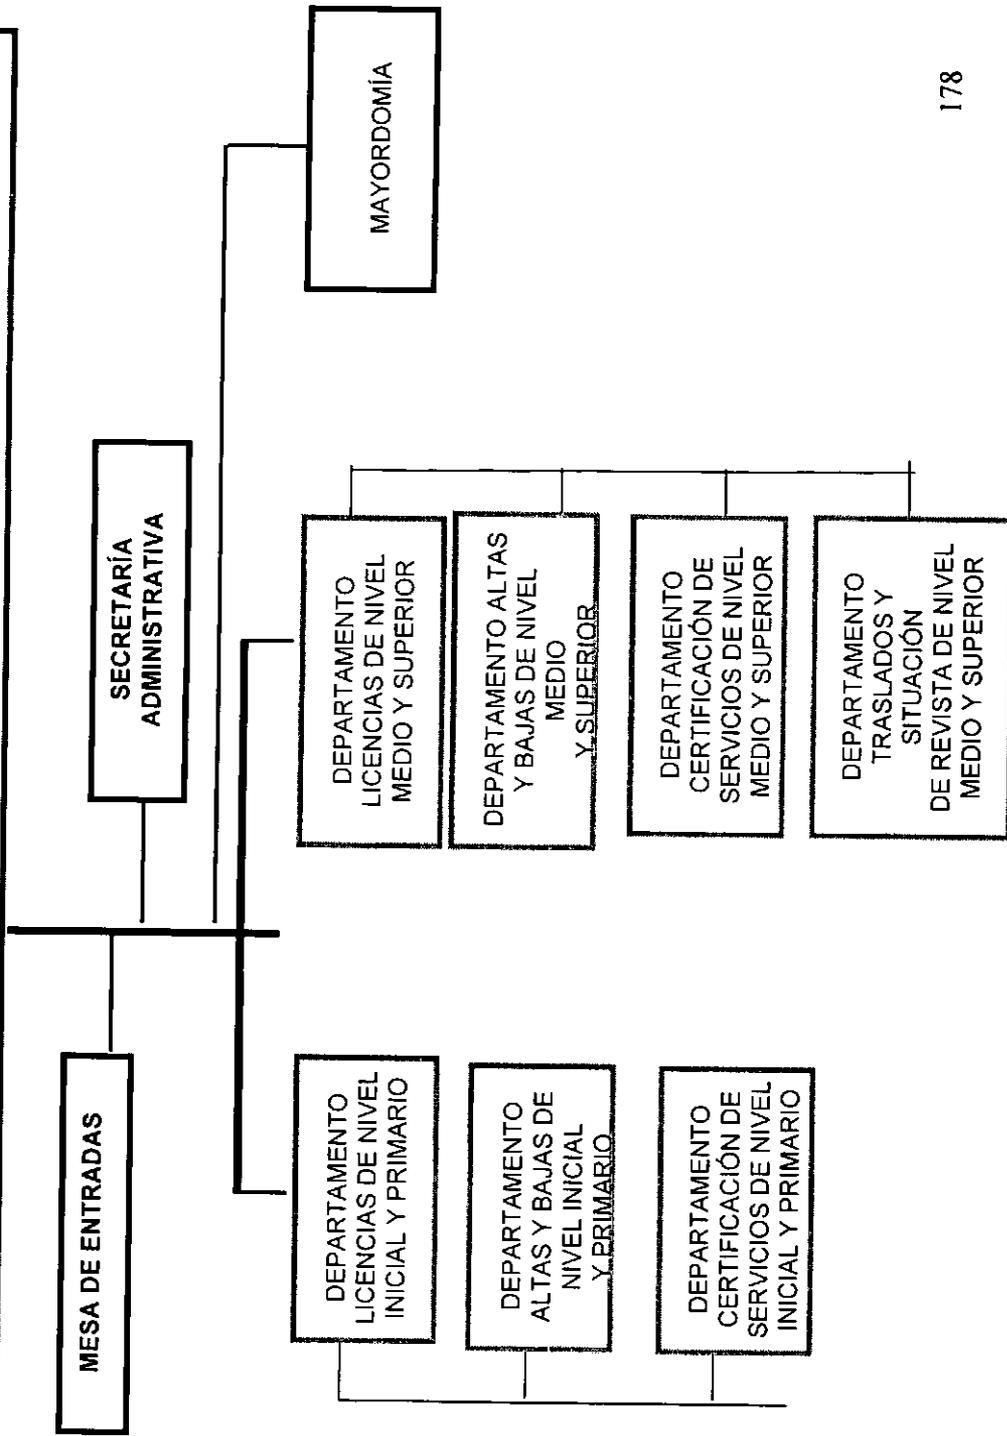 MESA DE ENTRADAS
SECRETARÍA
ADMINISTRATIVA
DEPARTAMENTO
LICENCIAS DE NIVEL
INICIAL Y PRIMARIO
DEPARTAMENTO
ALTAS Y BAJAS DE
NIVEL INICIAL
Y PRIMARIO
DEPARTAMENTO
CERTIFICACIÓN DE
SERVICIOS DE NIVEL
INICIAL Y PRIMARIO
DEPARTAMENTO
LICENCIAS DE NIVEL
MEDIO Y SUPERIOR
DEPARTAMENTO ALTAS
Y BAJAS DE NIVEL
MEDIO
Y SUPERIOR
DEPARTAMENTO
CERTIFICACIÓN DE
SERVICIOS DE NIVEL
MEDIO Y SUPERIOR
DEPARTAMENTO
TRASLADOS Y
SITUACIÓN
DE REVISTA DE NIVEL
MEDIO Y SUPERIOR
MAYORDOMÍA
178